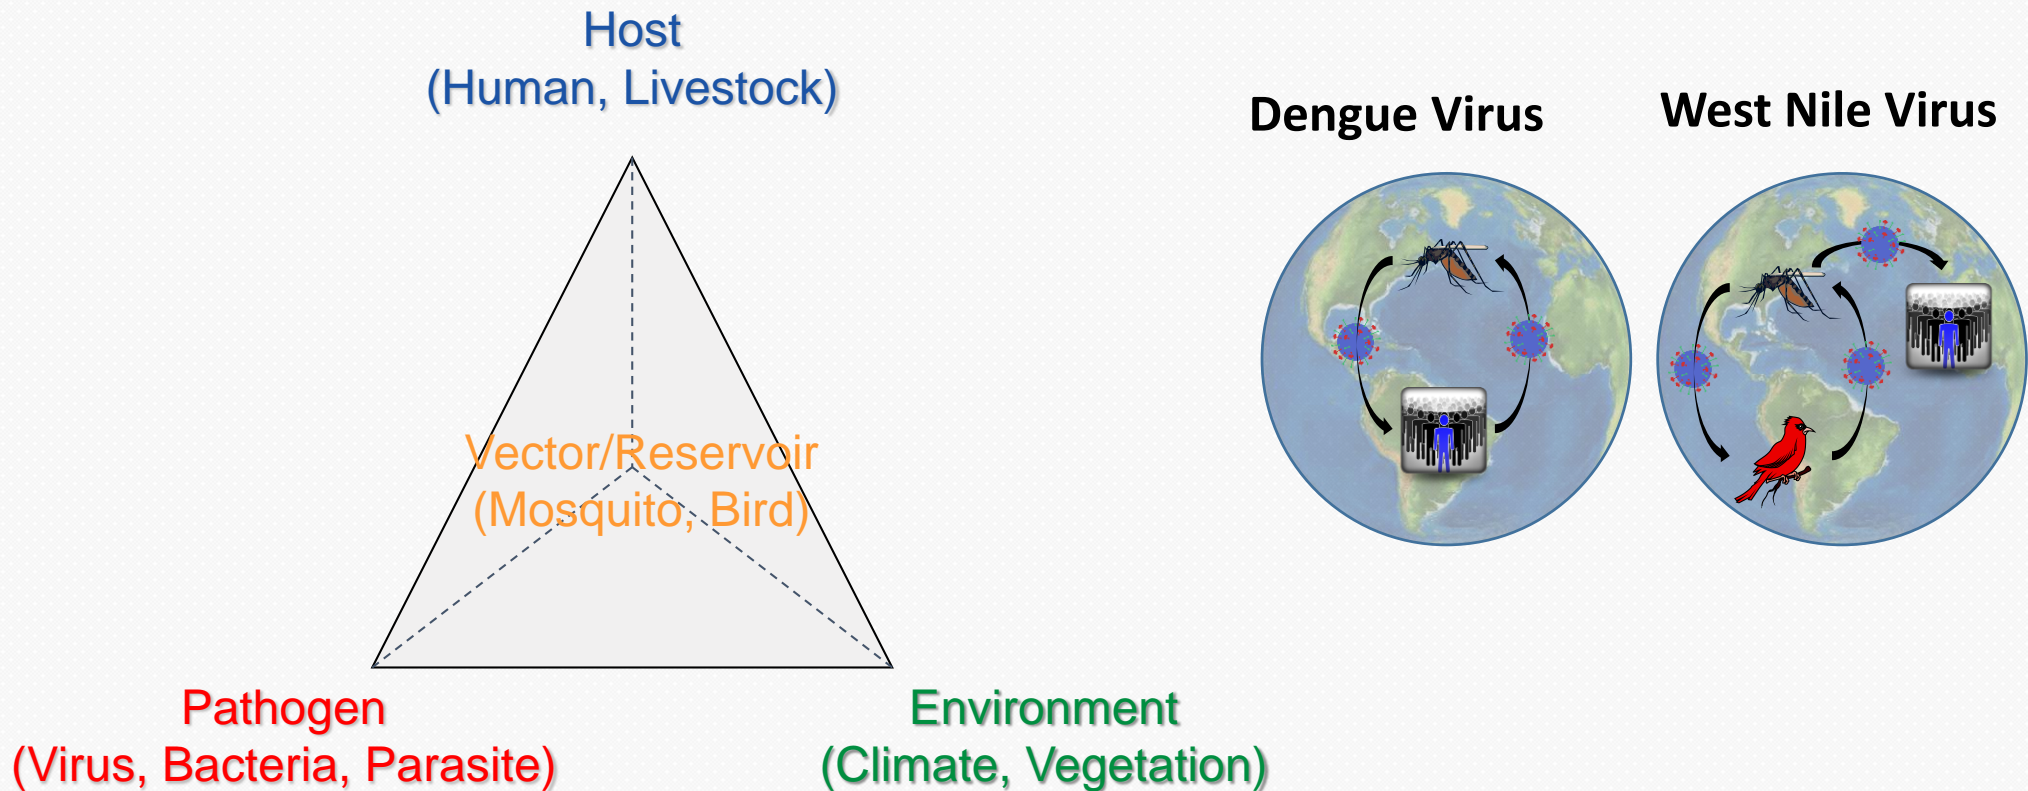 Host
(Human, Livestock)
Dengue Virus
West Nile Virus
Vector/Reservoir
(Mosquito, Bird)
Pathogen
(Virus, Bacteria, Parasite)
Environment
(Climate, Vegetation)